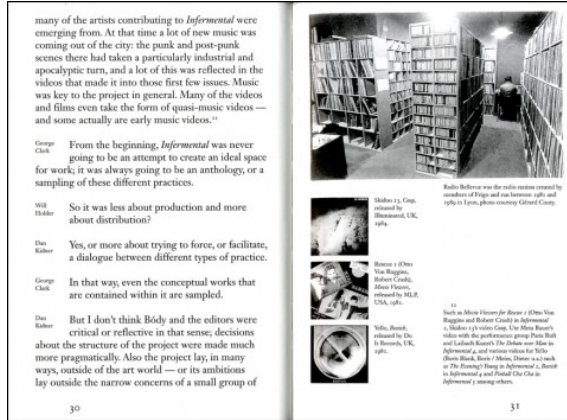 many of the artists contributing to Infermental were
emerging from. At that time a lot of new music was
coming out of the city: the punk and post-punk
scenes there had taken a particularly industrial and
apocalyptic turn, and a lot of this was reflected in the
videos that made it into those first few issues. Music
was key to the project in general. Many of the videos
and films even take the form of quasi-music videos —
and some actually are early music videos.¹²
George
Clark
From the beginning, Infermental was never
going to be an attempt to create an ideal space
for work; it was always going to be an anthology, or a
sampling of these different practices.
Will
Holder
So it was less about production and more
about distribution?
Dan
Kidner
Yes, or more about trying to force, or facilitate,
a dialogue between different types of practice.
George
Clark
In that way, even the conceptual works that
are contained within it are sampled.
Dan
Kidner
But I don't think Bódy and the editors were
critical or reflective in that sense; decisions
about the structure of the project were made much
more pragmatically. Also the project lay, in many
ways, outside of the art world — or its ambitions
lay outside the narrow concerns of a small group of
30
Radio Bellevue was the radio station created by
members of Frigo and ran between 1981 and
1989 in Lyon, photo courtesy Gérard Couty.
Skidoo 23, Coup,
released by
Illuminated, UK,
1984.
Rescue 1 (Otto
Von Ruggins,
Robert Crash),
Movie Viewers,
released by MLP,
USA, 1982.
Yello, Bostich,
released by Do
It Records, UK,
1981.
12
Such as Movie Viewers for Rescue 1 (Otto Von
Ruggins and Robert Crash) in Infermental
2, Skidoo 23's video Coup, Ute Meta Bauer's
video with the performance group Paris Bufe
and Laibach Kunst's
in
Infermental 4, and various videos for Yello
(Boris Blank, Boris / Meier, Dieter a.o.) such
as The Evening's Young in Infermental 2, Bostich
in Infermental 4 and Pinball Cha Cha in
Infermental 5 among others.
31